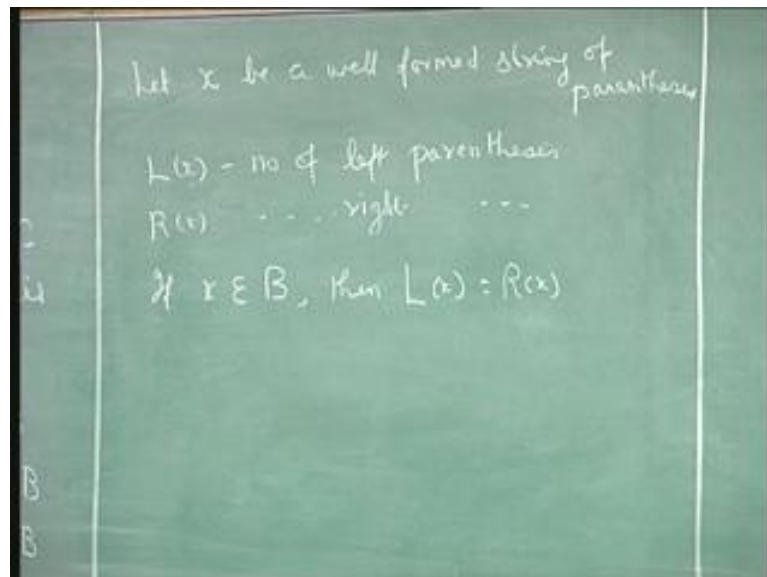 Let x be a well formed string of
parentheses
L(x) - no of left parentheses
R(x) .... right ...
If x ε B, then L(x) = R(x)
B
B